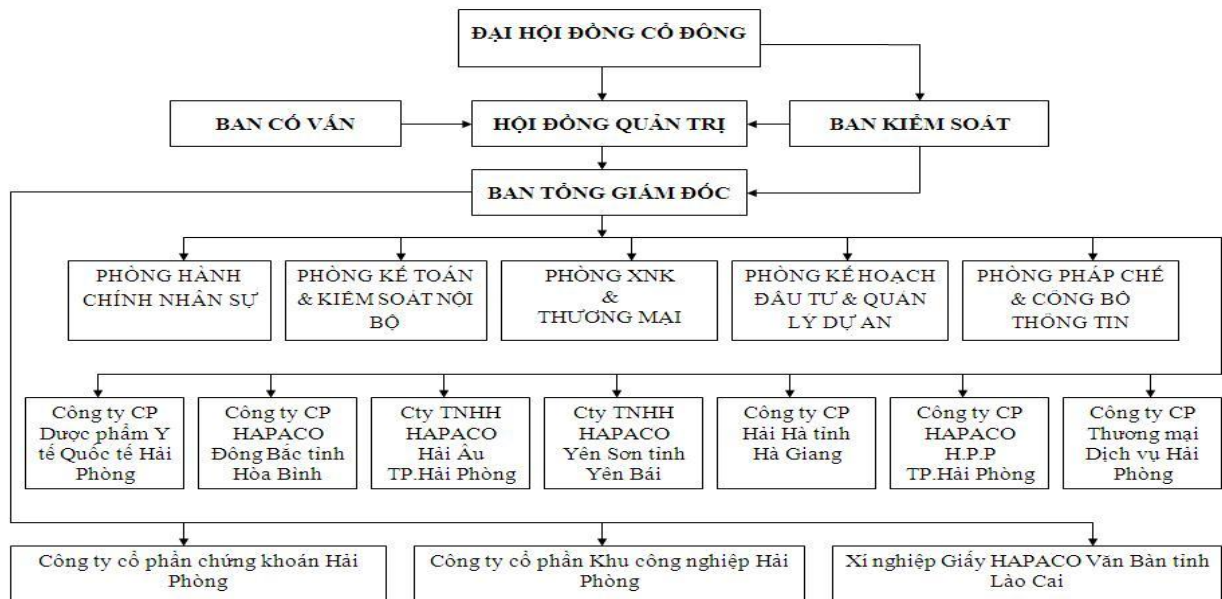 ĐẠI HỘI ĐỒNG CỔ ĐÔNG
BAN CỐ VẤN
HỘI ĐỒNG QUẢN TRỊ
BAN KIỂM SOÁT
BAN TỔNG GIÁM ĐỐC
PHÒNG HÀNH
CHÍNH NHÂN SỰ
PHÒNG KẾ TOÁN
& KIỂM SOÁT NỘI
BỘ
PHÒNG XNK
&
THƯƠNG MẠI
PHÒNG KẾ HOẠCH
ĐẦU TƯ & QUẢN
LÝ DỰ AN
PHÒNG PHÁP CHẾ
& CÔNG BỐ
THÔNG TIN
Công ty CP
Dược phẩm Y
tế Quốc tế Hải
Phòng
Công ty CP
HAPACO
Đông Bắc tỉnh
Hòa Bình
Cty TNHH
HAPACO
Hải Âu
TP.Hải Phòng
Cty TNHH
HAPACO
Yên Sơn tỉnh
Yên Bái
Công ty CP
Hải Hà tỉnh
Hà Giang
Công ty CP
HAPACO
H.P.P
TP.Hải Phòng
Công ty CP
Thương mại
Dịch vụ Hải
Phòng
Công ty cổ phần chứng khoán Hải
Phòng
Công ty cổ phần Khu công nghiệp Hải
Phòng
Xí nghiệp Giấy HAPACO Văn Bàn tỉnh
Lào Cai